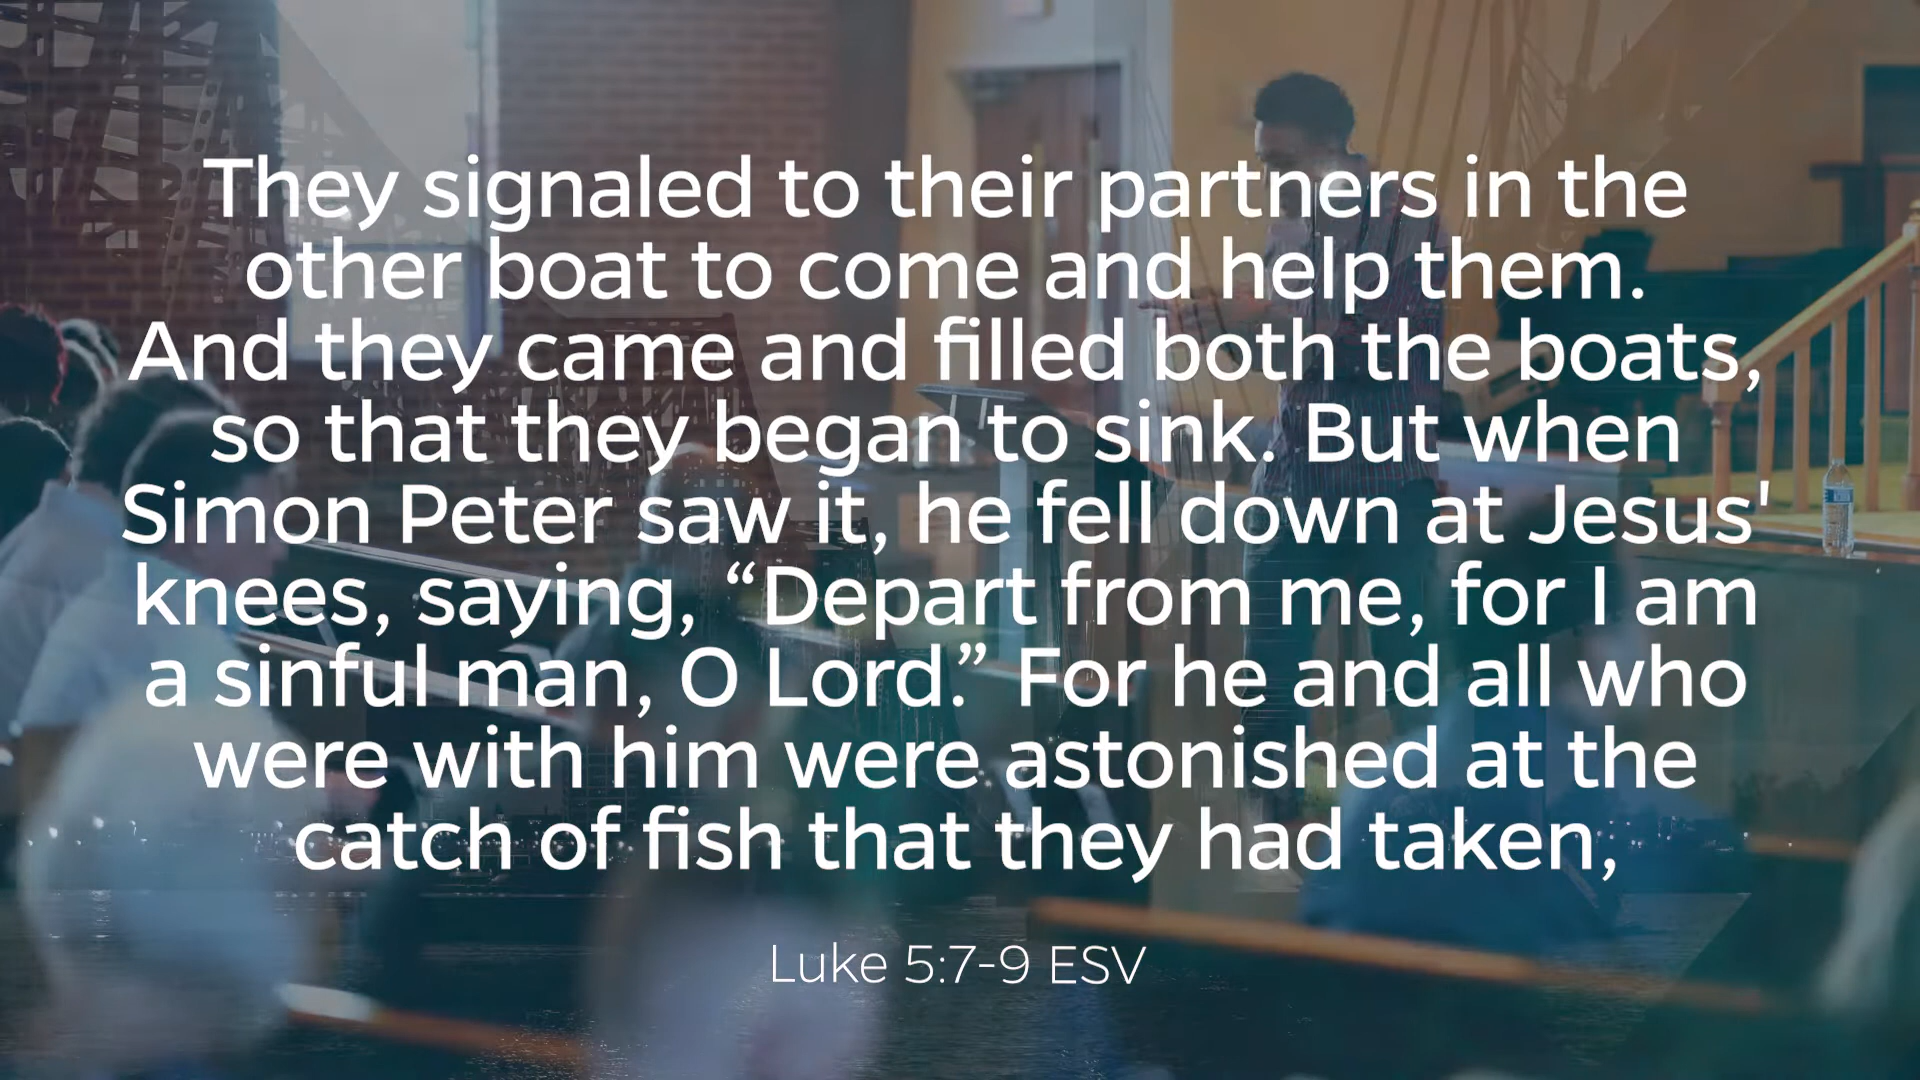 They signaled to their partners in the
other boat to come and help them.
And they came and filled both the boats,
so that they began to sink. But when
Simon Peter saw it, he fell down at Jesus'
knees, saying, “Depart from me, for I am
a sinful man, O Lord.” For he and all who
were with him were astonished at the
catch of fish that they had taken,
Luke 5:7-9 ESV